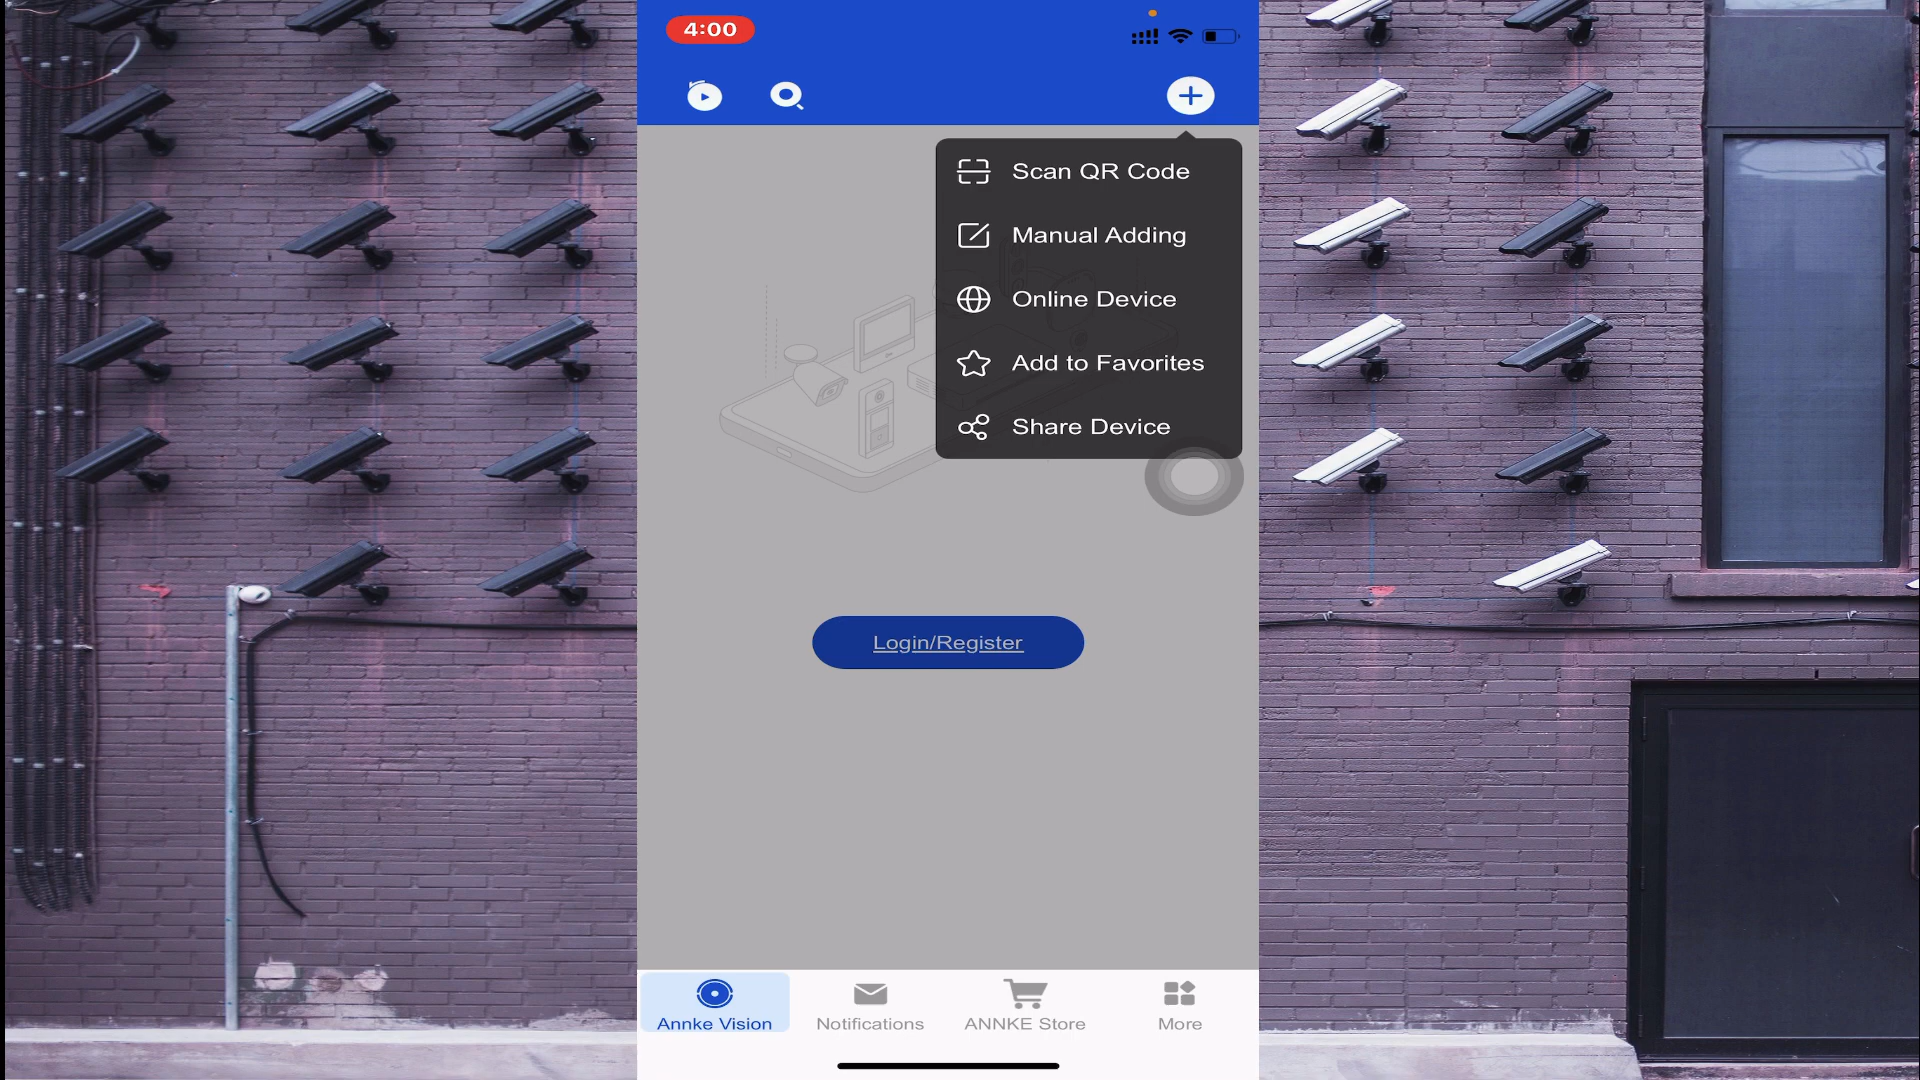 4:00
Scan QR Code
Manual Adding
Online Device
Add to Favorites
Share Device
Login/Register
Annke Vision
Notifications
ANNKE Store
More